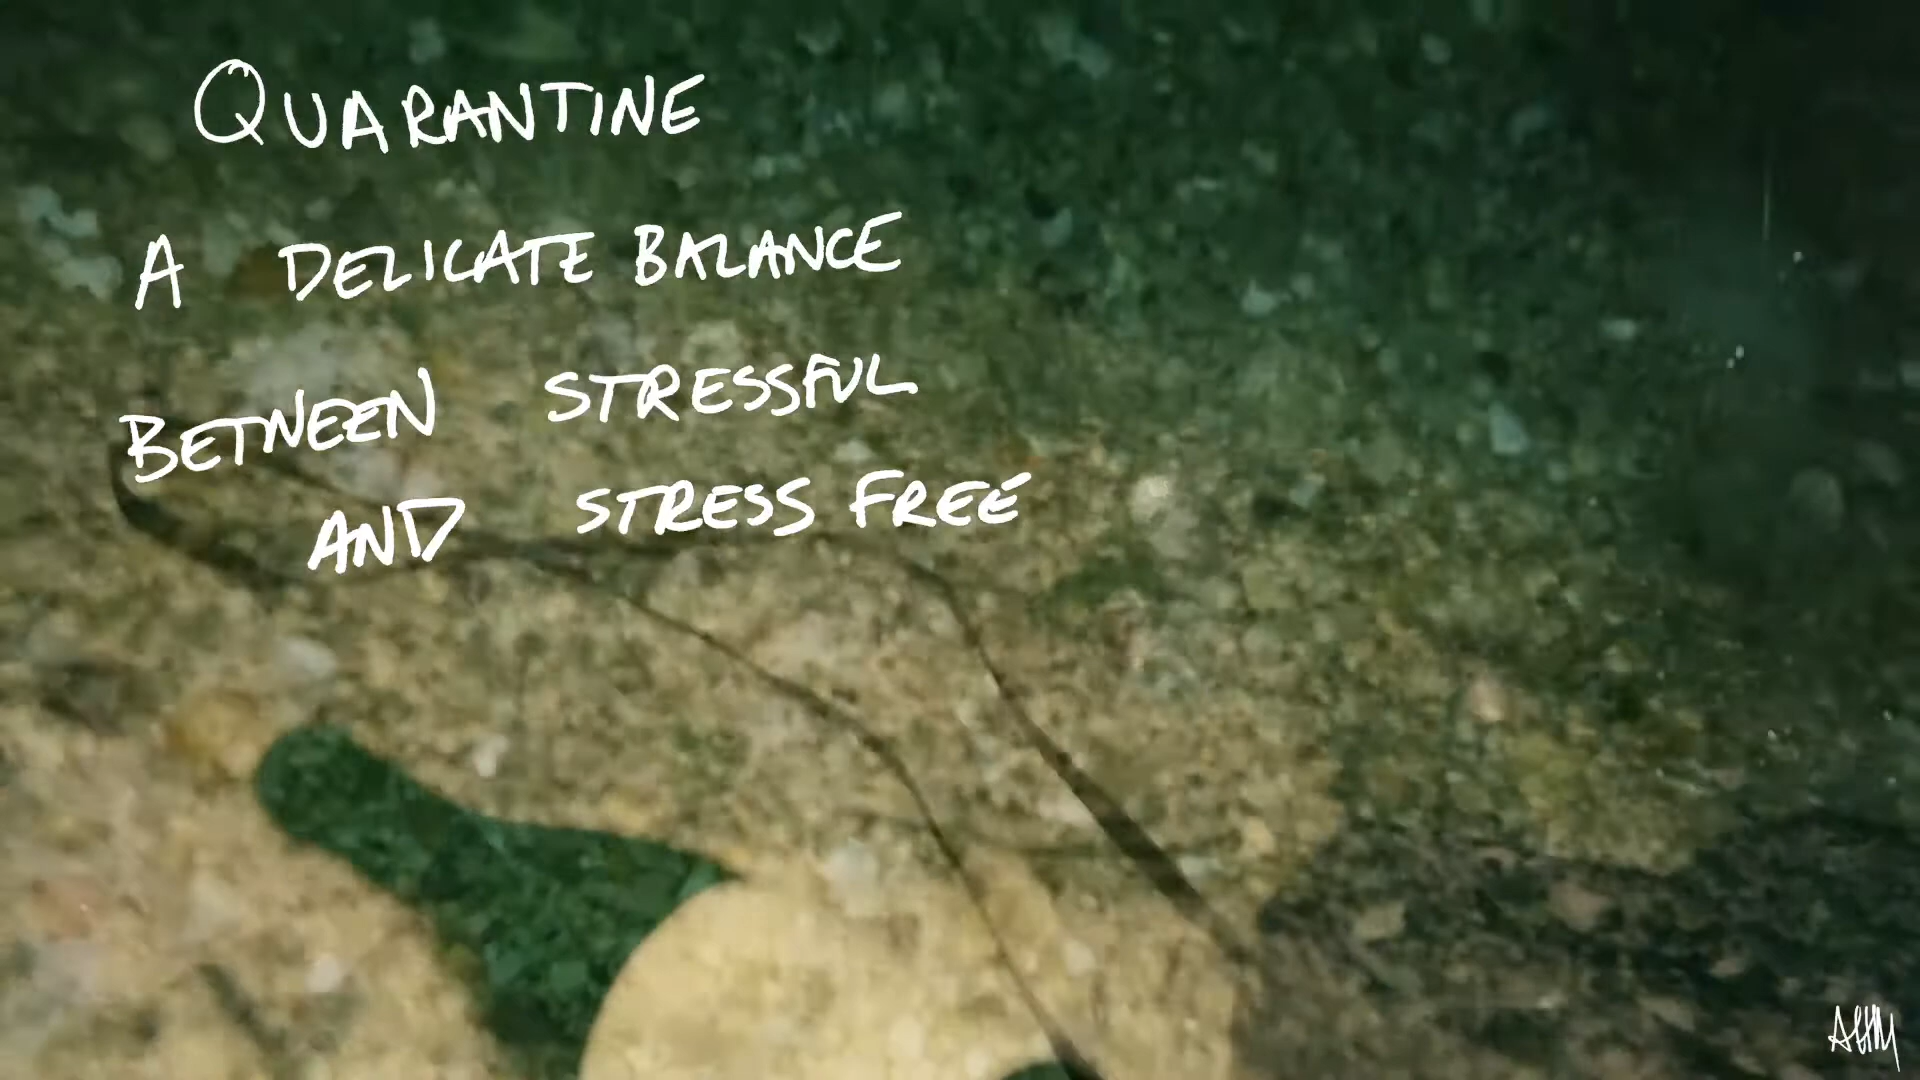 QUARANTINE
A DELICATE BALANCE
BETWEEN STRESSFUL
AND STRESS FREE